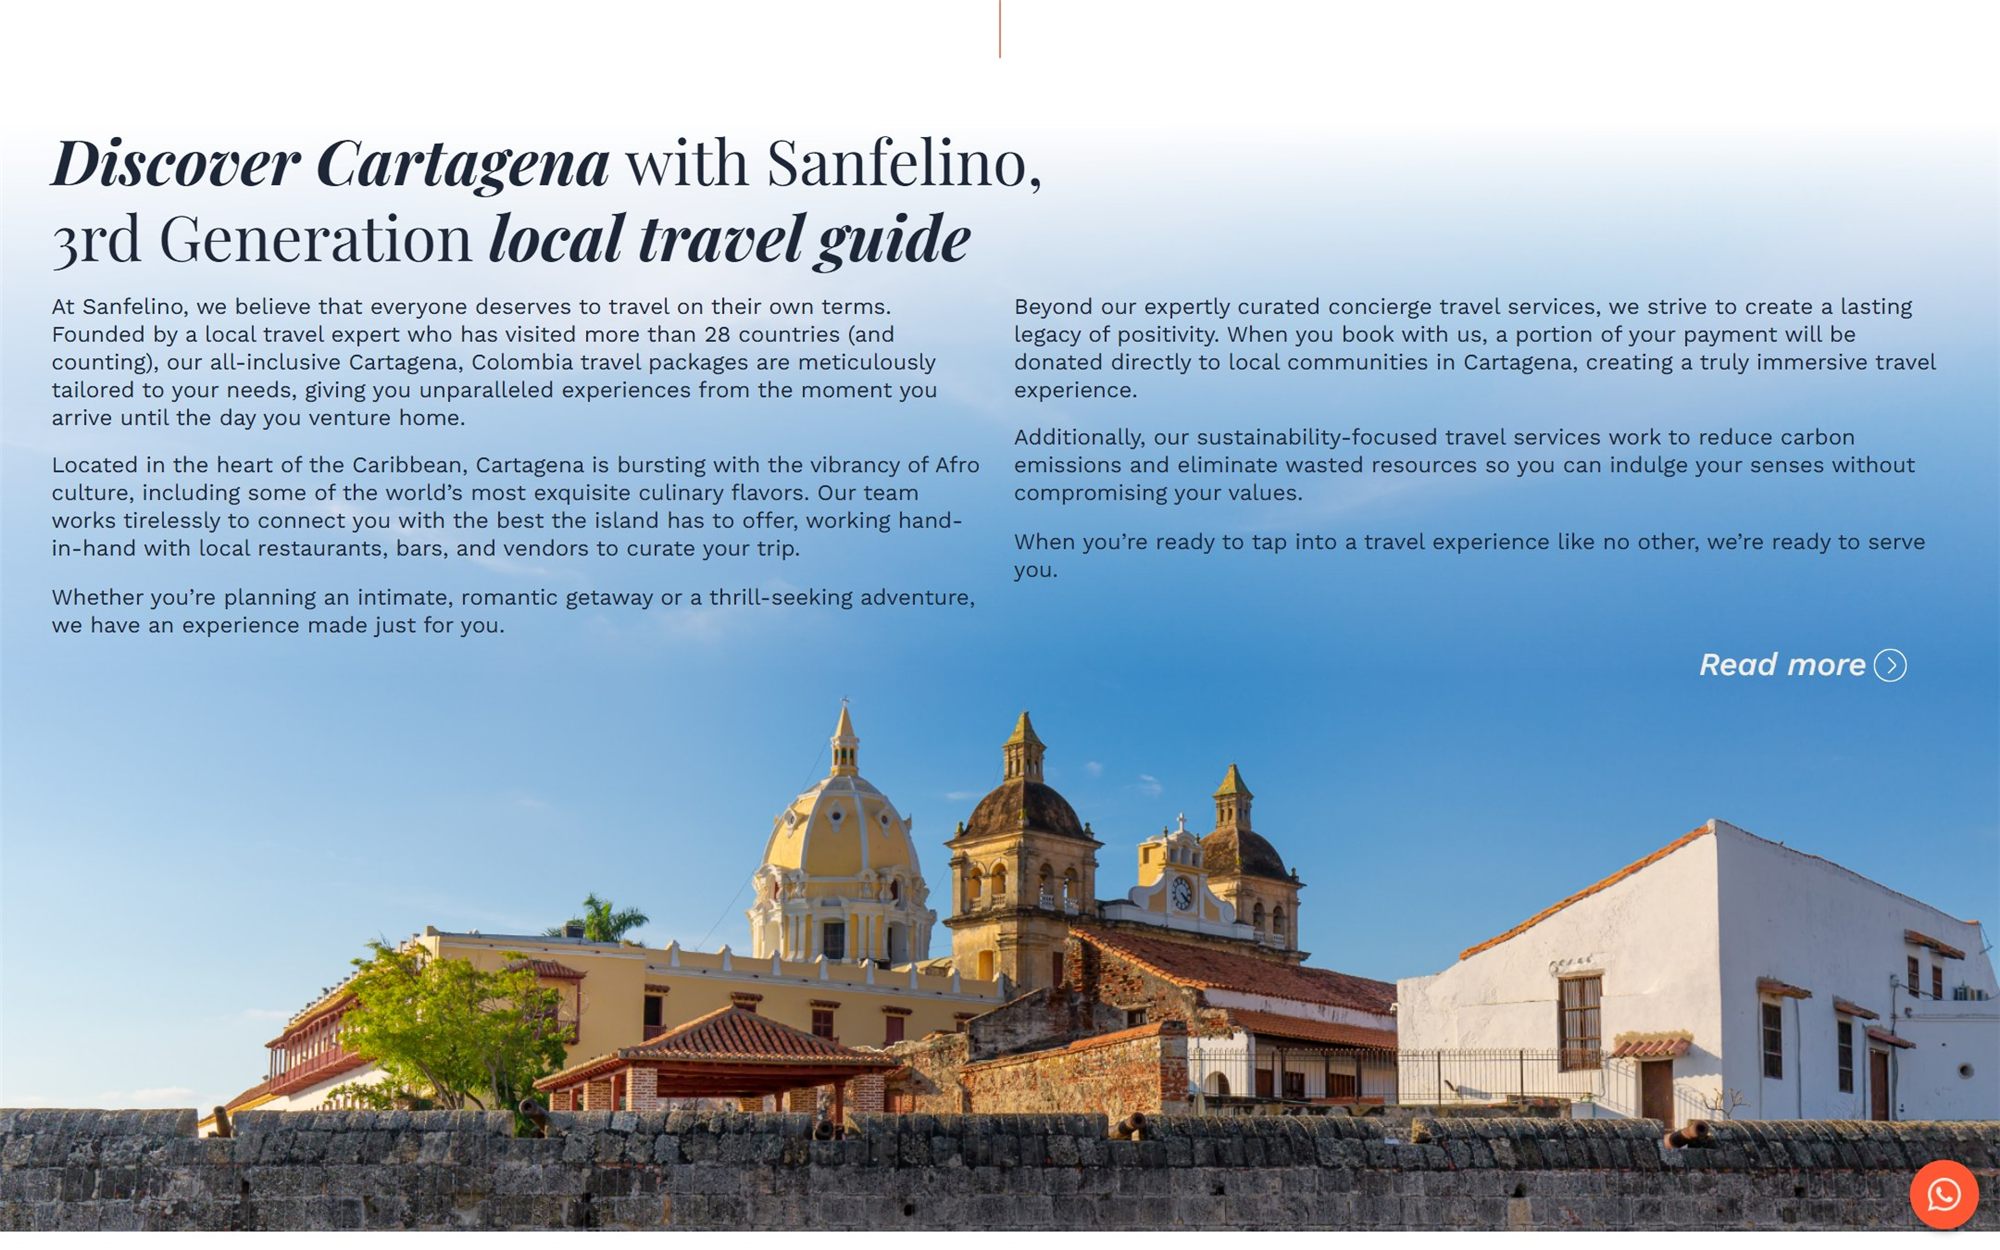 Discover Cartagena with Sanfelino,
3rd Generation local travel guide
At Sanfelino, we believe that everyone deserves to travel on their own terms.
Founded by a local travel expert who has visited more than 28 countries (and
counting), our all-inclusive Cartagena, Colombia travel packages are meticulously
tailored to your needs, giving you unparalleled experiences from the moment you
arrive until the day you venture home.
Located in the heart of the Caribbean, Cartagena is bursting with the vibrancy of Afro
culture, including some of the world’s most exquisite culinary flavors. Our team
works tirelessly to connect you with the best the island has to offer, working hand-
in-hand with local restaurants, bars, and vendors to curate your trip.
Whether you’re planning an intimate, romantic getaway or a thrill-seeking adventure,
we have an experience made just for you.
Beyond our expertly curated concierge travel services, we strive to create a lasting
legacy of positivity. When you book with us, a portion of your payment will be
donated directly to local communities in Cartagena, creating a truly immersive travel
experience.
Additionally, our sustainability-focused travel services work to reduce carbon
emissions and eliminate wasted resources so you can indulge your senses without
compromising your values.
When you’re ready to tap into a travel experience like no other, we’re ready to serve
you.
Read more